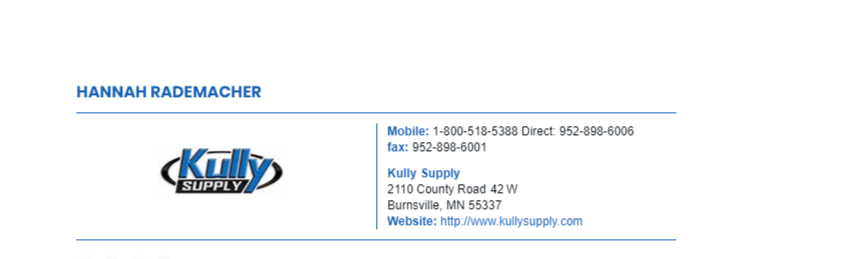 HANNAH RADEMACHER
Kully
SUPPLY
Mobile: 1-800-518-5388 Direct: 952-898-6006
fax: 952-898-6001
Kully Supply
2110 County Road 42 W
Burnsville, MN 55337
Website: http://www.kullysupply.com